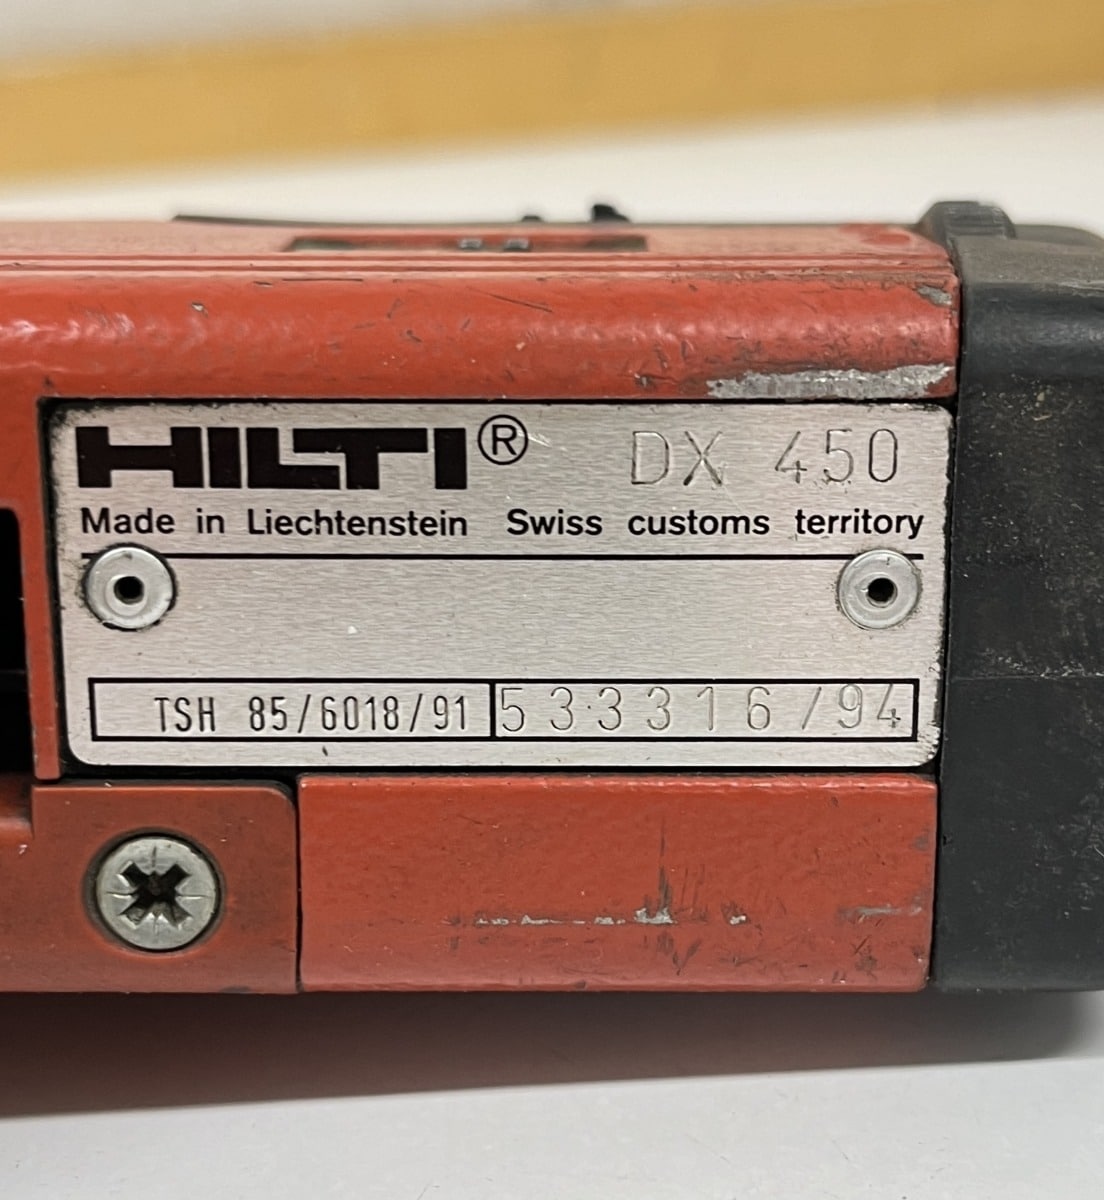 HILTI® DX 450
Made in Liechtenstein Swiss customs territory
TSH 85/6018/91 533316/94